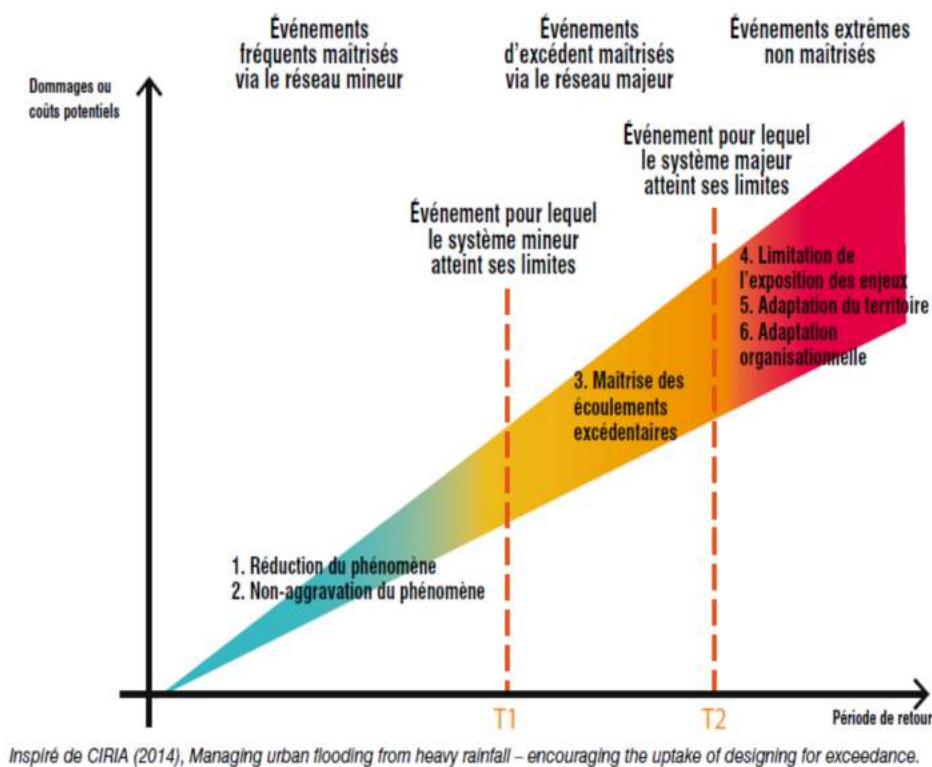 Événements
fréquents maîtrisés
via le réseau mineur
Événements
d'excédent maîtrisés
via le réseau majeur
Événements extrêmes
non maîtrisés
Dommages ou
coûts potentiels
Événement pour lequel
le système majeur
atteint ses limites
Événement pour lequel
le système mineur
atteint ses limites
4. Limitation de
l'exposition des enjeux
5. Adaptation du territoire
6. Adaptation
organisationnelle
3. Maîtrise des
écoulements
excédentaires
1. Réduction du phénomène
2. Non-aggravation du phénomène
T1
T2
Période de retour
Inspiré de CIRIA (2014), Managing urban flooding from heavy rainfall – encouraging the uptake of designing for exceedance.